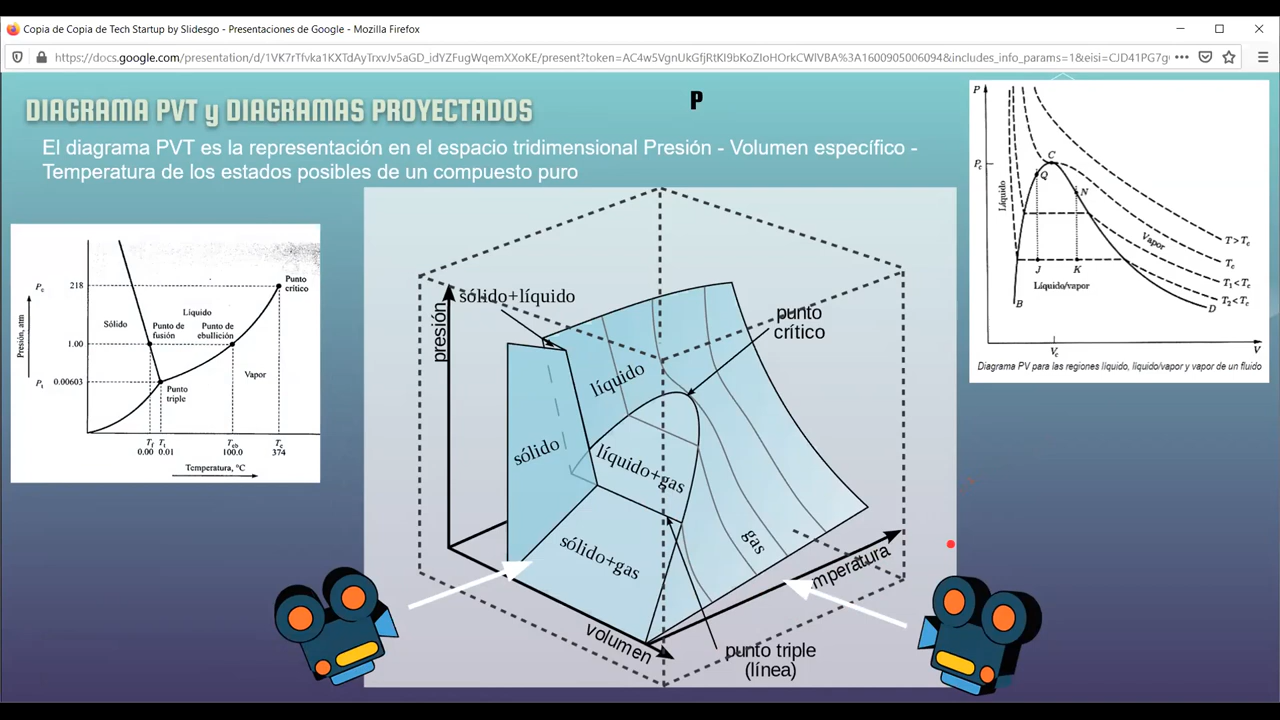 Copia de Copia de Tech Startup by Slidesgo - Presentaciones de Google - Mozilla Firefox
https://docs.google.com/presentation/d/1VK7rTfvka1KXTdAyTrxvJv5aGD_idYZFugWqemXXoKE/present?token=AC4w5VgnUkGfjRtKI9bKoZIoHOrkCWlVBA%3A1600905006094&includes_info_params=1&eisi=CJD41PG7g
DIAGRAMA PVT y DIAGRAMAS PROYECTADOS
P
El diagrama PVT es la representación en el espacio tridimensional Presión - Volumen específico -
Temperatura de los estados posibles de un compuesto puro
Presión, atm
Pc
218
1.00
Pt
0.00603
Sólido
Líquido
Vapor
Punto
crítico
Punto de
fusión
Punto de
ebullición
Punto
triple
Tf
Tt
Teb
Tc
0.00
0.01
100.0
374
Temperatura, °C
presión
sólido+líquido
punto
crítico
líquido
sólido
líquido+gas
sólido+gas
gas
volumen
mperatura
punto triple
(línea)
P
Pc
C
Q
N
Líquido
Vapor
T > Tc
Tc
T1 < Tc
T2 < Tc
J
K
Líquido/vapor
B
D
Vc
V
Diagrama PV para las regiones líquido, líquido/vapor y vapor de un fluido